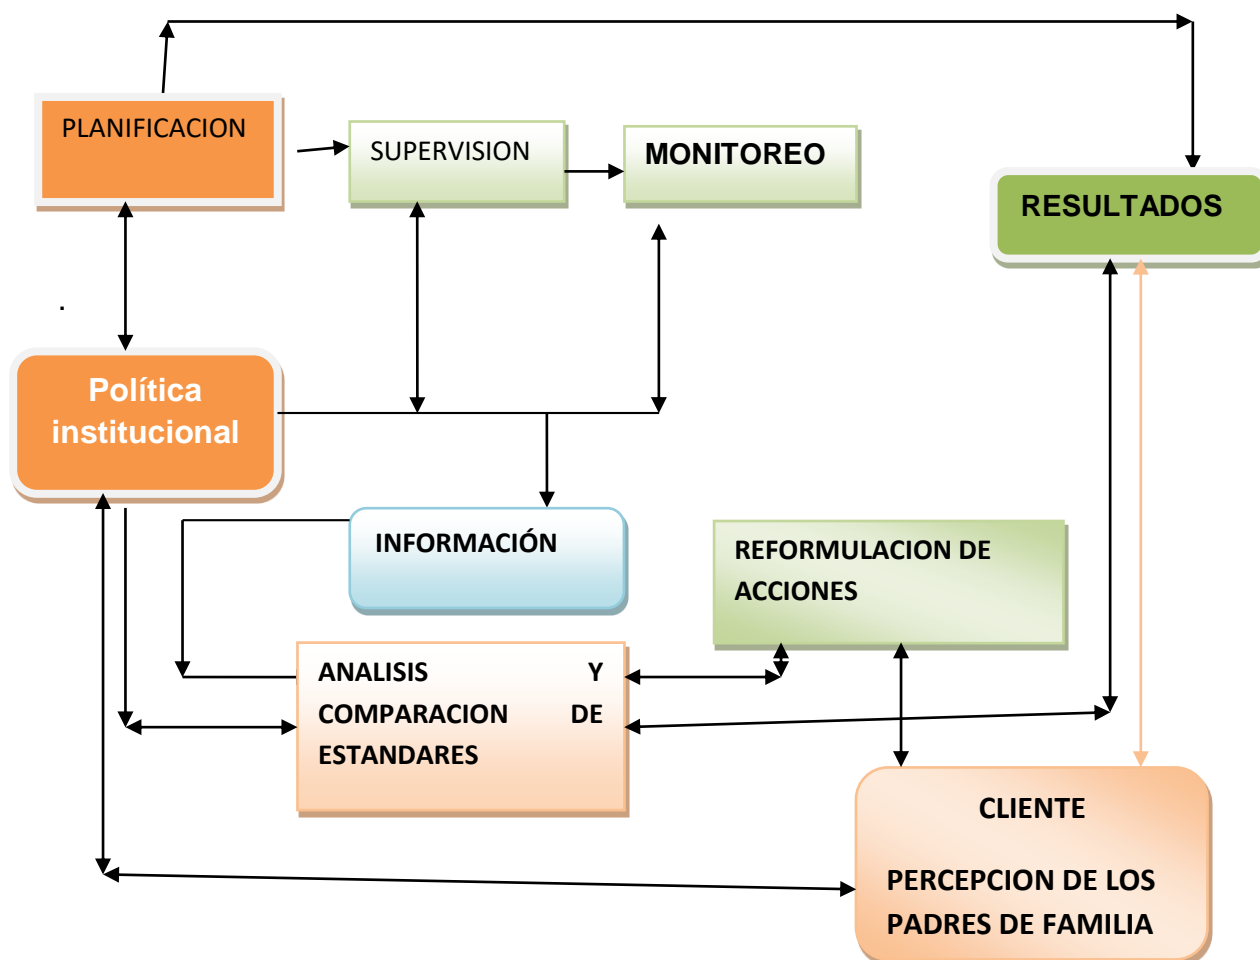 PLANIFICACION
SUPERVISION
MONITOREO
RESULTADOS
.
Política
institucional
INFORMACIÓN
REFORMULACION DE
ACCIONES
ANALISIS Y
COMPARACION DE
ESTANDARES
CLIENTE
PERCEPCION DE LOS
PADRES DE FAMILIA